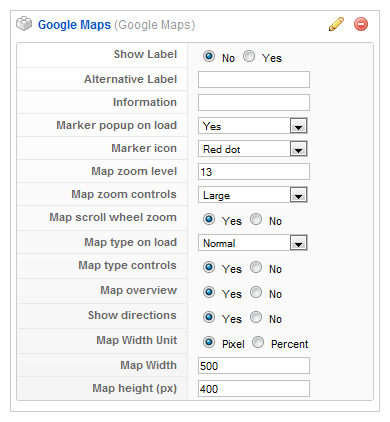 Google Maps (Google Maps)
Show Label No Yes
Alternative Label
Information
Marker popup on load Yes
Marker icon Red dot
Map zoom level 13
Map zoom controls Large
Map scroll wheel zoom Yes No
Map type on load Normal
Map type controls Yes No
Map overview Yes No
Show directions Yes No
Map Width Unit Pixel Percent
Map Width 500
Map height (px) 400